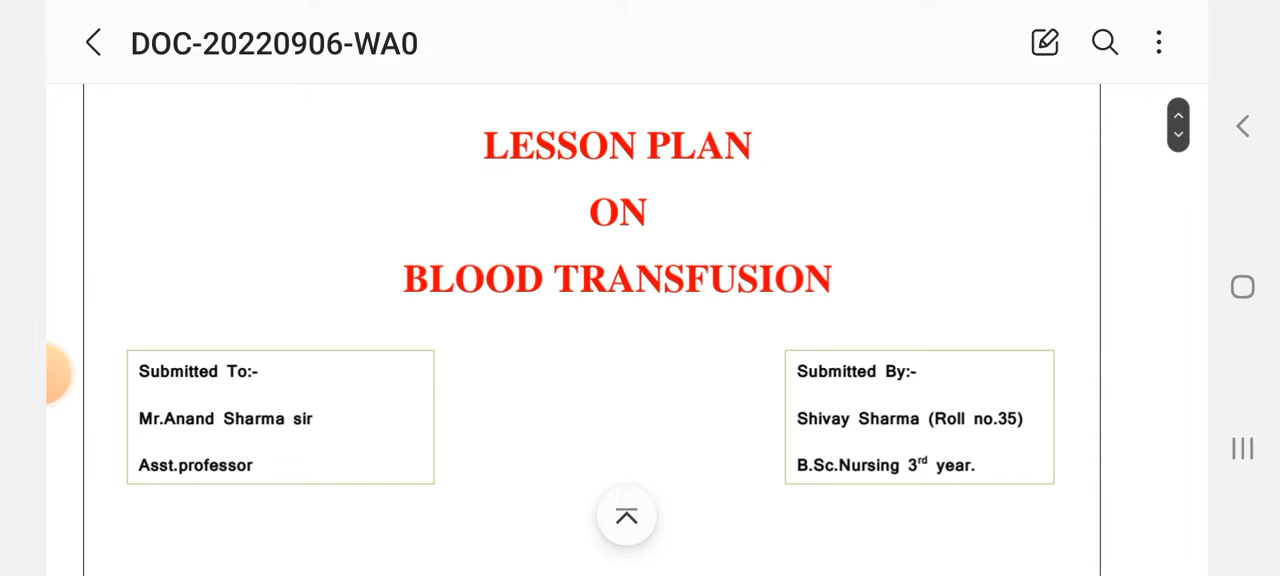 DOC-20220906-WA0
LESSON PLAN
ON
BLOOD TRANSFUSION
Submitted To:-
Mr.Anand Sharma sir
Asst.professor
Submitted By:-
Shivay Sharma (Roll no.35)
B.Sc.Nursing 3rd year.